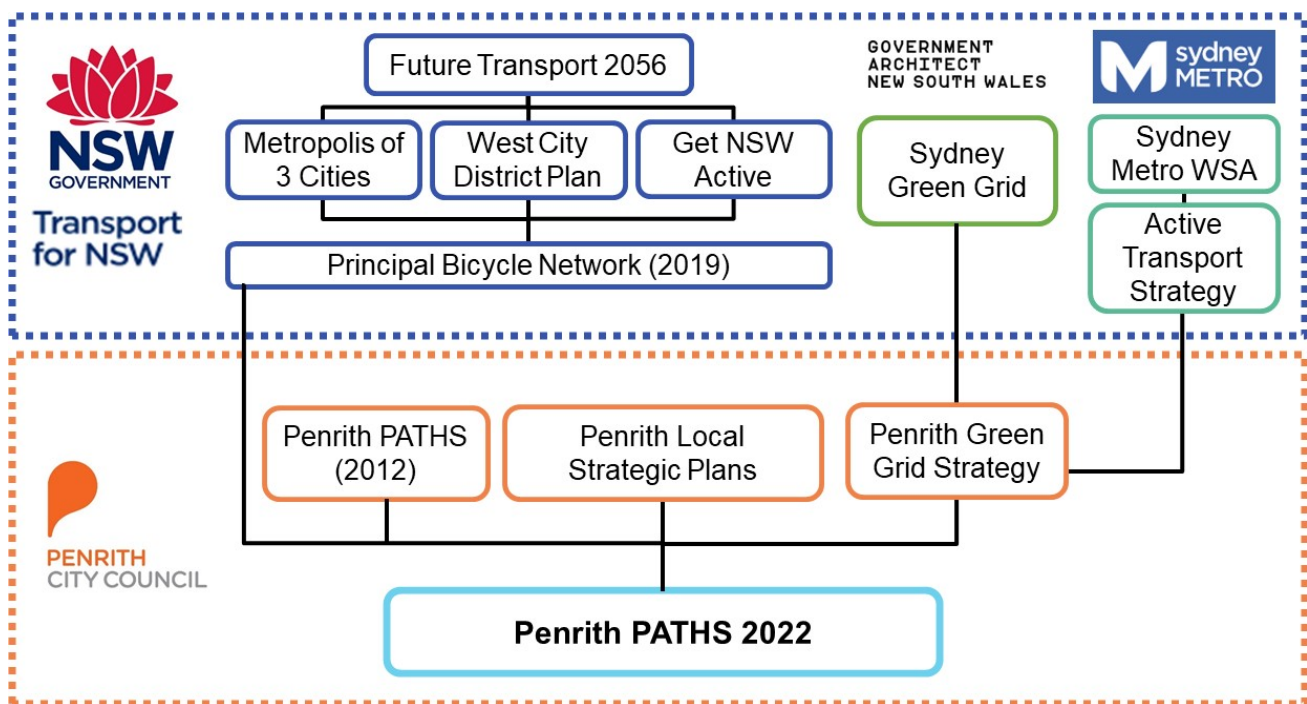 NSW
GOVERNMENT
Transport
for NSW
Future Transport 2056
Metropolis of
3 Cities
West City
District Plan
Get NSW
Active
Principal Bicycle Network (2019)
GOVERNMENT
ARCHITECT
NEW SOUTH WALES
Sydney
Green Grid
sydney
METRO
Sydney
Metro WSA
Active
Transport
Strategy
PENRITH
CITY COUNCIL
Penrith PATHS
(2012)
Penrith Local
Strategic Plans
Penrith Green
Grid Strategy
Penrith PATHS 2022